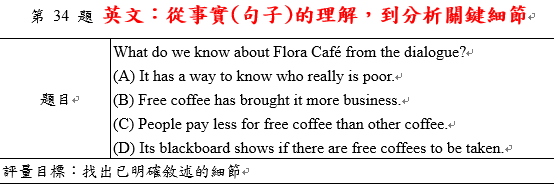 第 34 題 英文：從事實(句子)的理解，到分析關鍵細節
題目
What do we know about Flora Café from the dialogue?
(A) It has a way to know who really is poor.
(B) Free coffee has brought it more business.
(C) People pay less for free coffee than other coffee.
(D) Its blackboard shows if there are free coffees to be taken.
評量目標：找出已明確敘述的細節